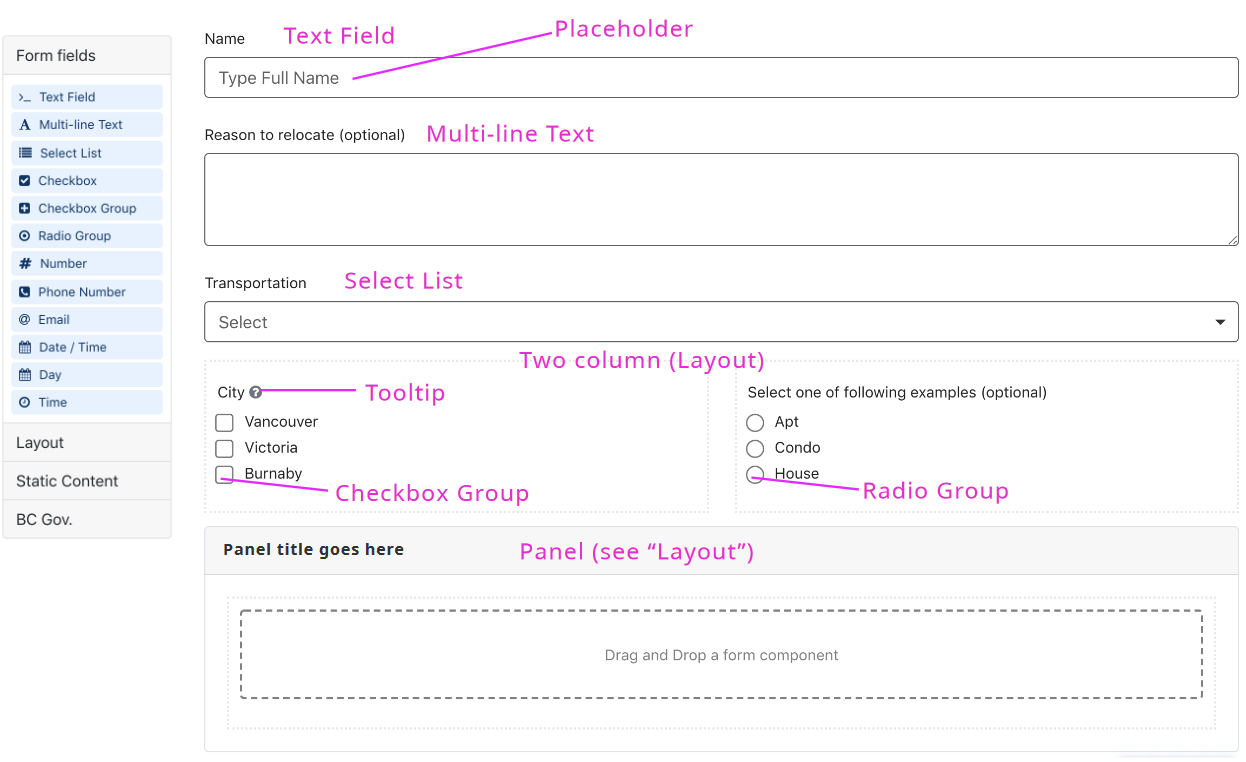 Form fields
>_ Text Field
Multi-line Text
Select List
Checkbox
Checkbox Group
Radio Group
# Number
Phone Number
@ Email
Date / Time
Day
Time
Layout
Static Content
BC Gov.
Name Text Field Placeholder
Type Full Name
Reason to relocate (optional) Multi-line Text
Transportation Select List
Select
Two column (Layout)
City ? Tooltip
Vancouver
Victoria
Burnaby
Checkbox Group
Select one of following examples (optional)
Apt
Condo
House
Radio Group
Panel title goes here Panel (see “Layout”)
Drag and Drop a form component